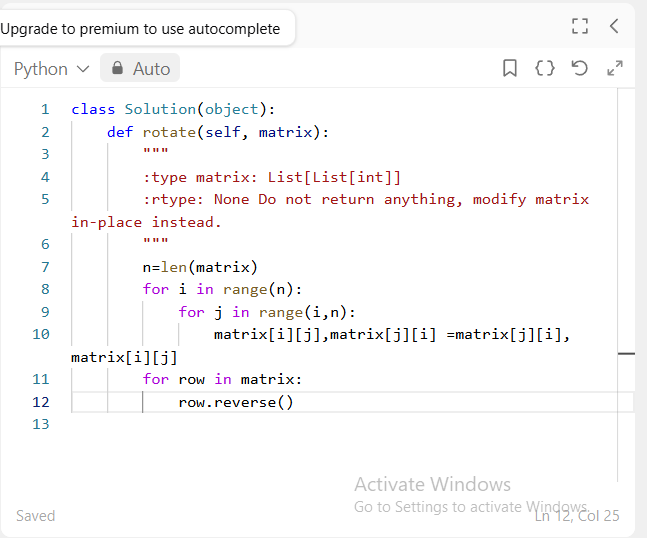 Upgrade to premium to use autocomplete
Python Auto
1 class Solution(object):
2     def rotate(self, matrix):
3         """
4         :type matrix: List[List[int]]
5         :rtype: None Do not return anything, modify matrix
in-place instead.
6         """
7         n=len(matrix)
8         for i in range(n):
9             for j in range(i,n):
10                 matrix[i][j],matrix[j][i] =matrix[j][i],
matrix[i][j]
11         for row in matrix:
12             row.reverse()
13
Activate Windows
Go to Settings to activate Windows.
Saved Ln 12, Col 25